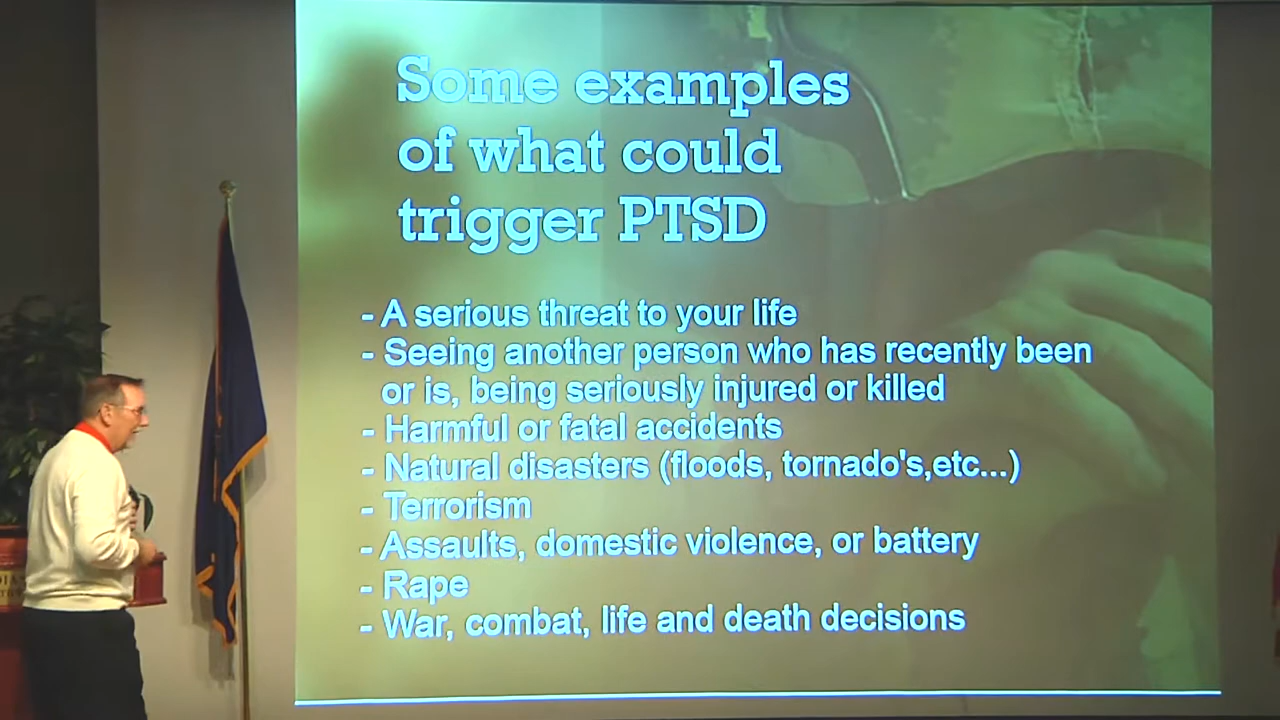 Some examples
of what could
trigger PTSD
- A serious threat to your life
- Seeing another person who has recently been
or is, being seriously injured or killed
- Harmful or fatal accidents
- Natural disasters (floods, tornado's,etc...)
- Terrorism
- Assaults, domestic violence, or battery
- Rape
- War, combat, life and death decisions